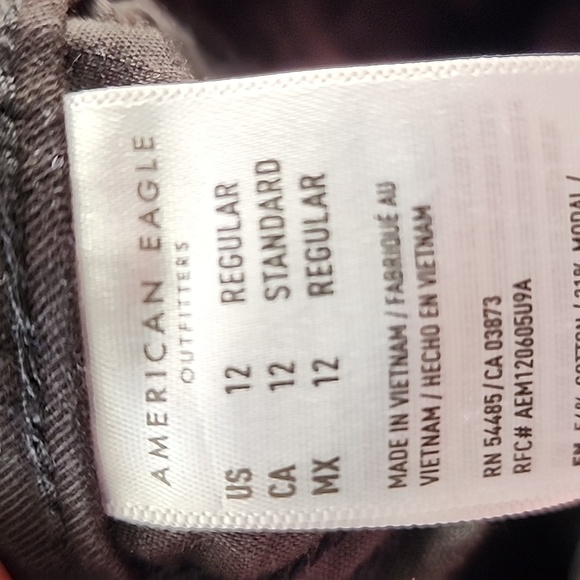 AMERICAN EAGLE
OUTFITTERS
US 12 REGULAR
CA 12 STANDARD
MX 12 REGULAR
MADE IN VIETNAM / FABRIQUÉ AU
VIETNAM / HECHO EN VIETNAM
RN 54485 / CA 03873
RFC# AEM120605U9A